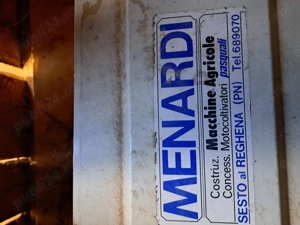 MENARDI
Costruz. Macchine Agricole
Concess. Motocoltivatori pasquali
SESTO al REGHENA (PN) Tel. 689070